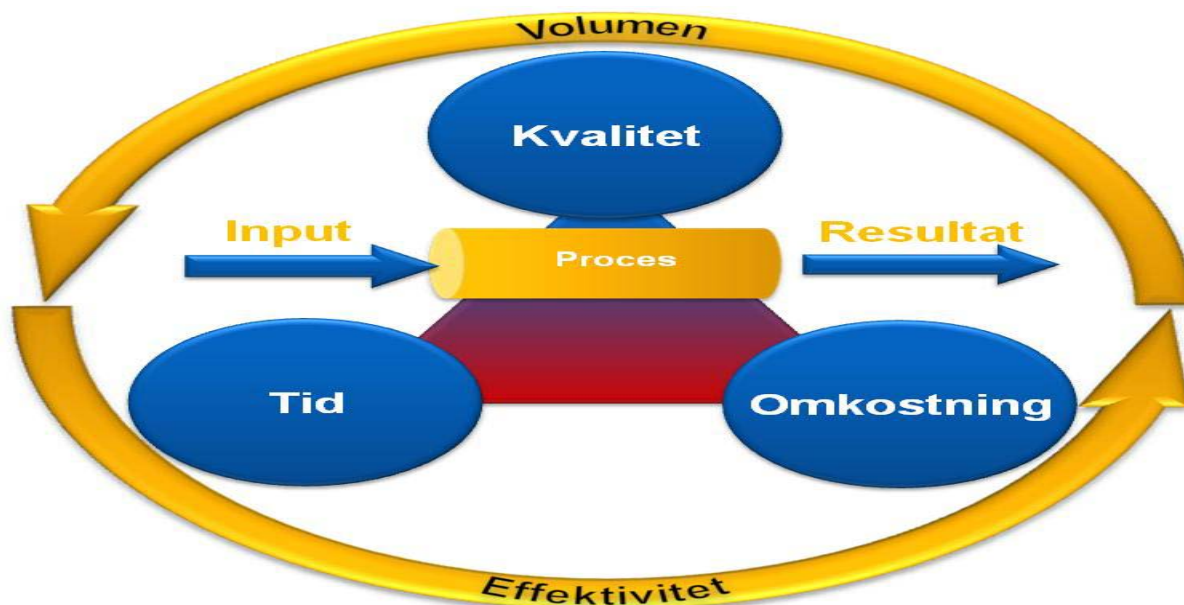 Volumen
Kvalitet
Input
Proces
Resultat
Tid
Omkostning
Effektivitet